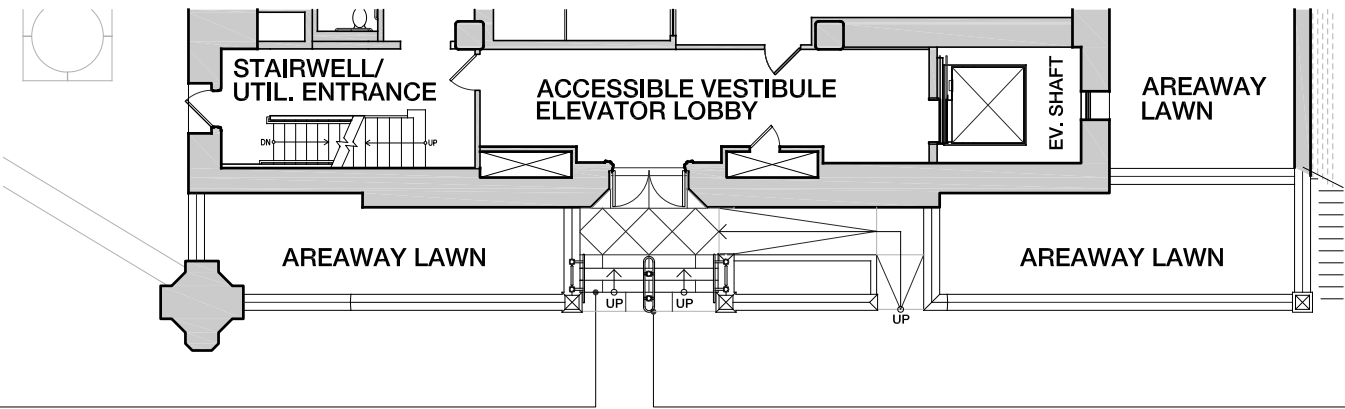 STAIRWELL/
UTIL. ENTRANCE
DN
UP
ACCESSIBLE VESTIBULE
ELEVATOR LOBBY
EV. SHAFT
AREAWAY
LAWN
AREAWAY LAWN
UP
UP
UP
AREAWAY LAWN